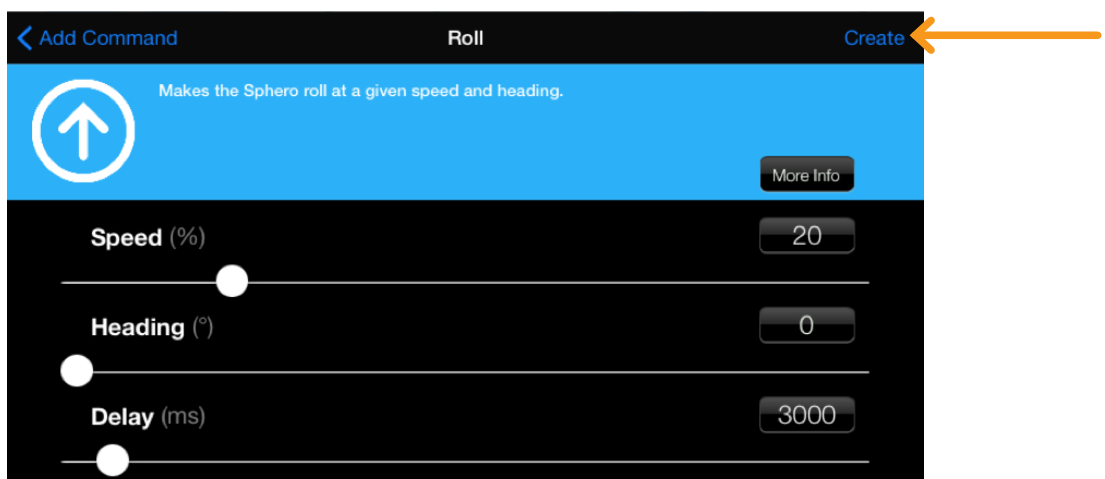 Add Command Roll Create
Makes the Sphero roll at a given speed and heading.
More Info
Speed (%) 20
Heading (°) 0
Delay (ms) 3000